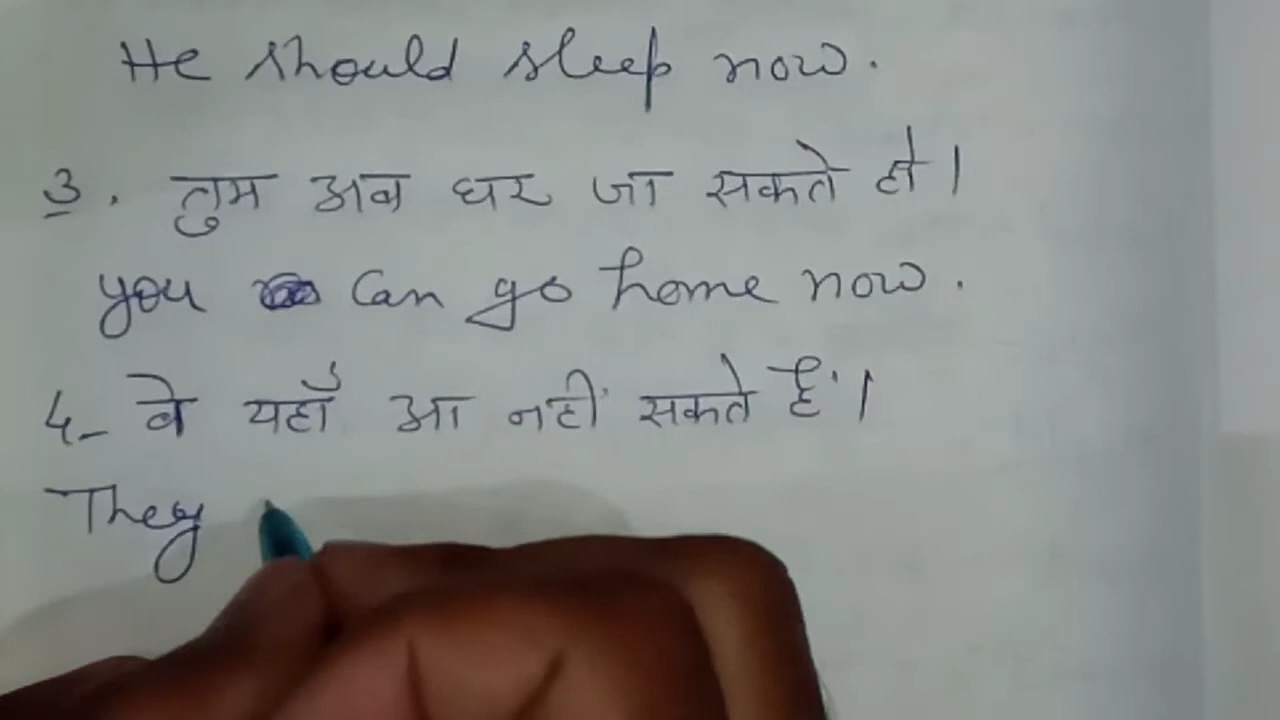 He should sleep now.
3. तुम अब घर जा सकते हो।
you can go home now.
4- वे यहाँ आ नहीं सकते हैं।
They